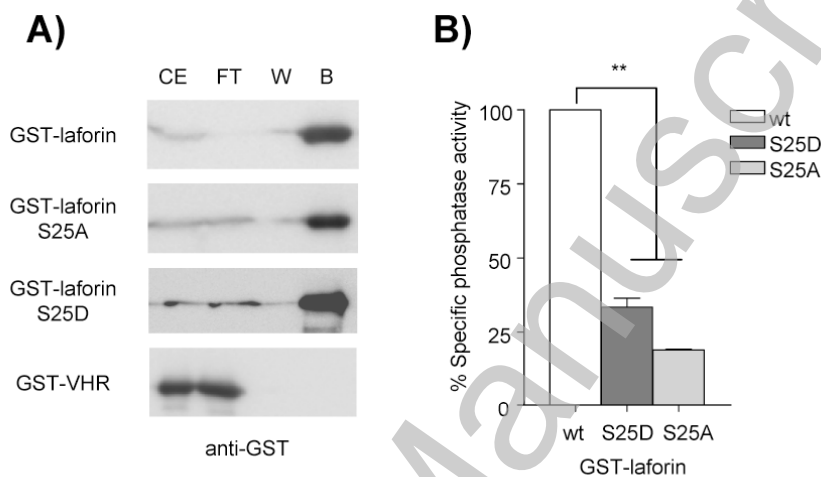 A)
CE FT W B
GST-laforin
GST-laforin
S25A
GST-laforin
S25D
GST-VHR
anti-GST
B)
**
% Specific phosphatase activity
100
75
50
25
0
wt
S25D
S25A
wt S25D S25A
GST-laforin
Manuscr